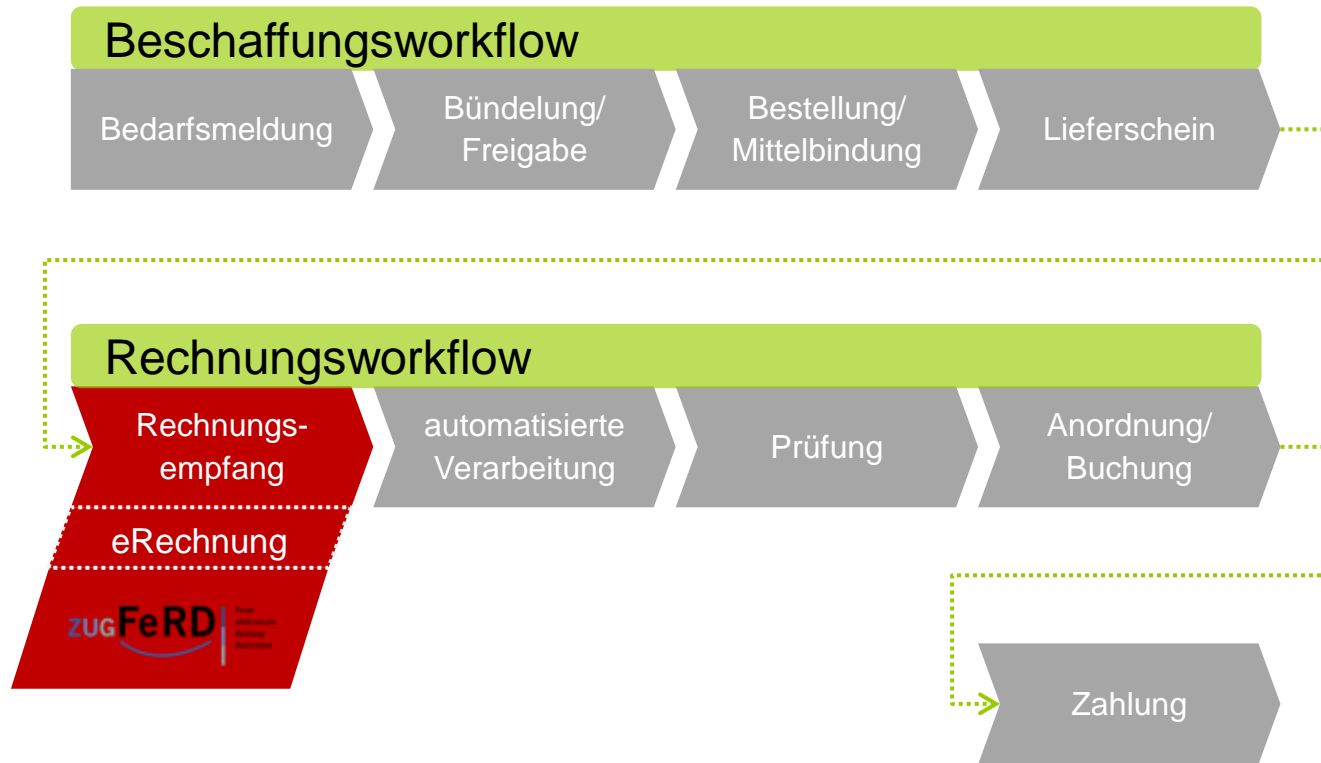 Beschaffungsworkflow
Bedarfsmeldung
Bündelung/
Freigabe
Bestellung/
Mittelbindung
Lieferschein
Rechnungsworkflow
Rechnungs-
empfang
automatisierte
Verarbeitung
Prüfung
Anordnung/
Buchung
eRechnung
ZUGFeRD
Zahlung